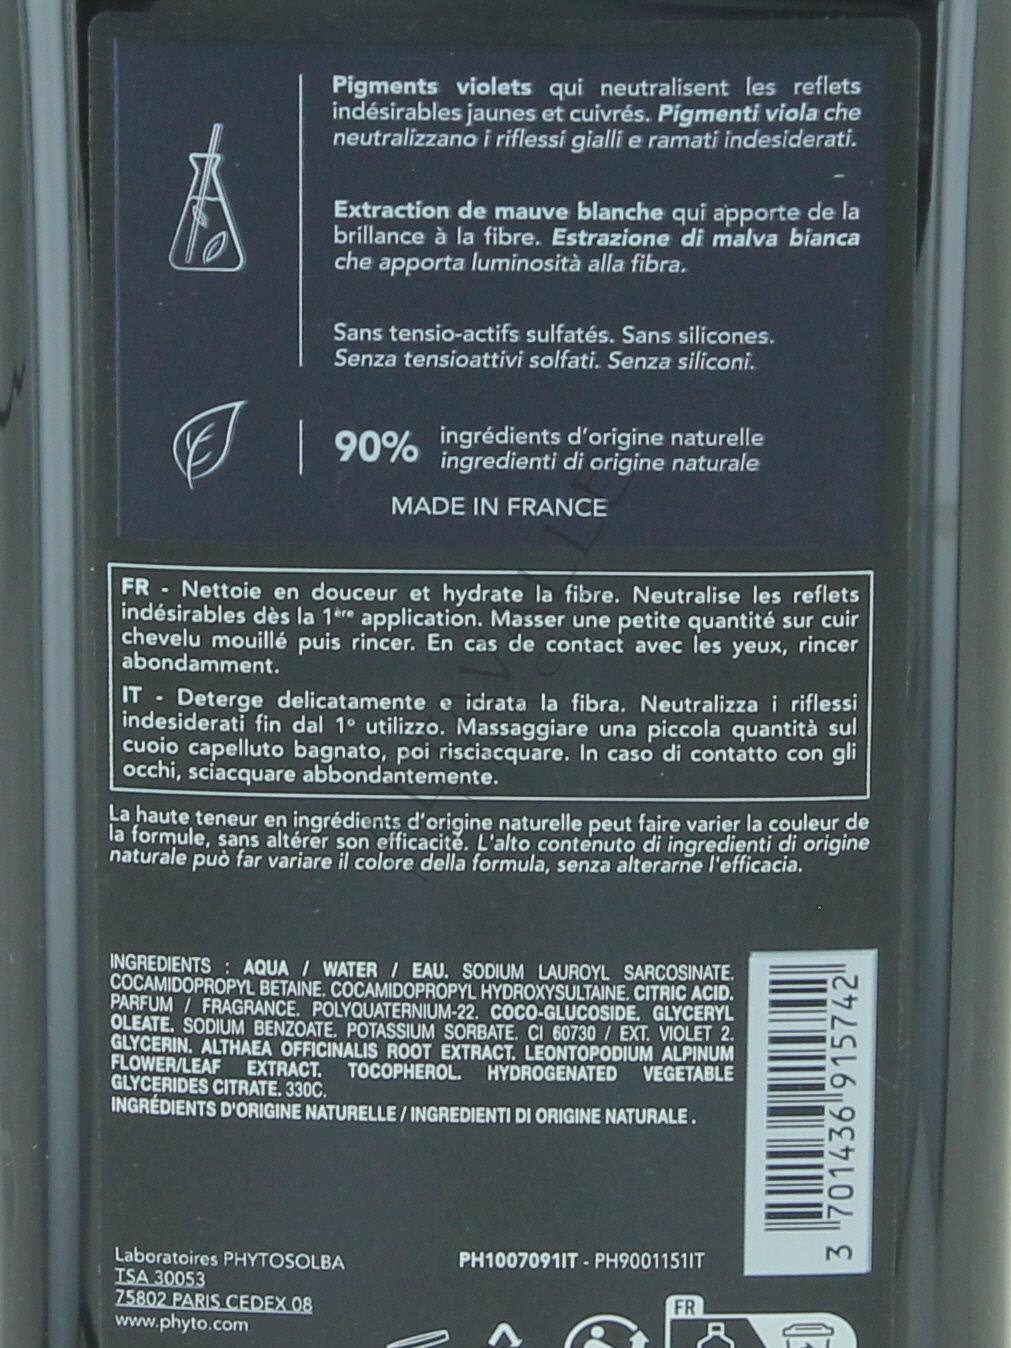 Pigments violets qui neutralisent les reflets
indésirables jaunes et cuivrés. Pigmenti viola che
neutralizzano i riflessi gialli e ramati indesiderati.
Extraction de mauve blanche qui apporte de la
brillance à la fibre. Estrazione di malva bianca
che apporta luminosità alla fibra.
Sans tensio-actifs sulfatés. Sans silicones.
Senza tensioattivi solfati. Senza siliconi.
90% ingrédients d'origine naturelle
ingredienti di origine naturale
MADE IN FRANCE
FR - Nettoie en douceur et hydrate la fibre. Neutralise les reflets
indésirables dès la 1ère application. Masser une petite quantité sur cuir
chevelu mouillé puis rincer. En cas de contact avec les yeux, rincer
abondamment.
IT - Deterge delicatamente e idrata la fibra. Neutralizza i riflessi
indesiderati fin dal 1° utilizzo. Massaggiare una piccola quantità sul
cuoio capelluto bagnato, poi risciacquare. In caso di contatto con gli
occhi, sciacquare abbondantemente.
La haute teneur en ingrédients d'origine naturelle peut faire varier la couleur de
la formule, sans altérer son efficacité. L'alto contenuto di ingredienti di origine
naturale può far variare il colore della formula, senza alterarne l'efficacia.
INGREDIENTS : AQUA / WATER / EAU. SODIUM LAUROYL SARCOSINATE.
COCAMIDOPROPYL BETAINE. COCAMIDOPROPYL HYDROXYSULTAINE. CITRIC ACID.
PARFUM / FRAGRANCE. POLYQUATERNIUM-22. COCO-GLUCOSIDE. GLYCERYL
OLEATE. SODIUM BENZOATE. POTASSIUM SORBATE. CI 60730 / EXT. VIOLET 2.
GLYCERIN. ALTHAEA OFFICINALIS ROOT EXTRACT. LEONTOPODIUM ALPINUM
FLOWER/LEAF EXTRACT. TOCOPHEROL. HYDROGENATED VEGETABLE
GLYCERIDES CITRATE. 330C.
INGRÉDIENTS D'ORIGINE NATURELLE / INGREDIENTI DI ORIGINE NATURALE.
3 701436 915742
Laboratoires PHYTOSOLBA
TSA 30053
75802 PARIS CEDEX 08
www.phyto.com
PH1007091IT - PH9001151IT
FR